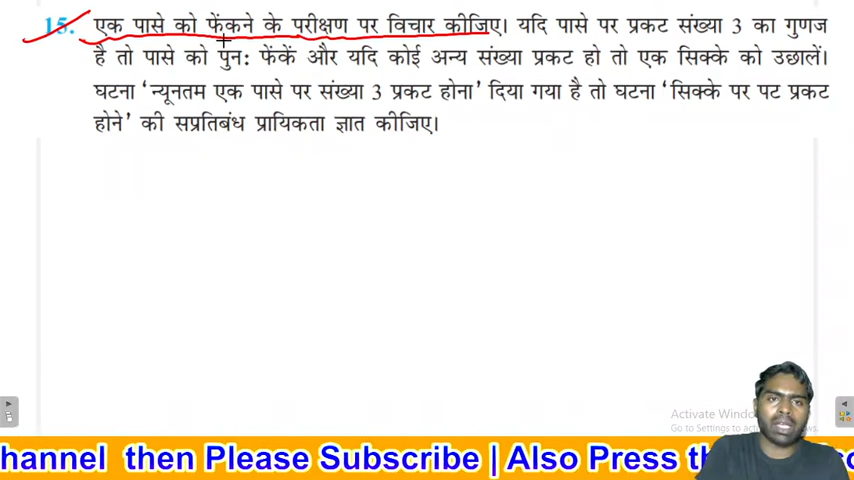 15. एक पासे को फेंकने के परीक्षण पर विचार कीजिए। यदि पासे पर प्रकट संख्या 3 का गुणज
है तो पासे को पुन: फेंकें और यदि कोई अन्य संख्या प्रकट हो तो एक सिक्के को उछालें।
घटना ‘न्यूनतम एक पासे पर संख्या 3 प्रकट होना’ दिया गया है तो घटना ‘सिक्के पर पट प्रकट
होने’ की सप्रतिबंध प्रायिकता ज्ञात कीजिए।
Activate Windo
Go to Settings to activ
hannel then Please Subscribe | Also Press th